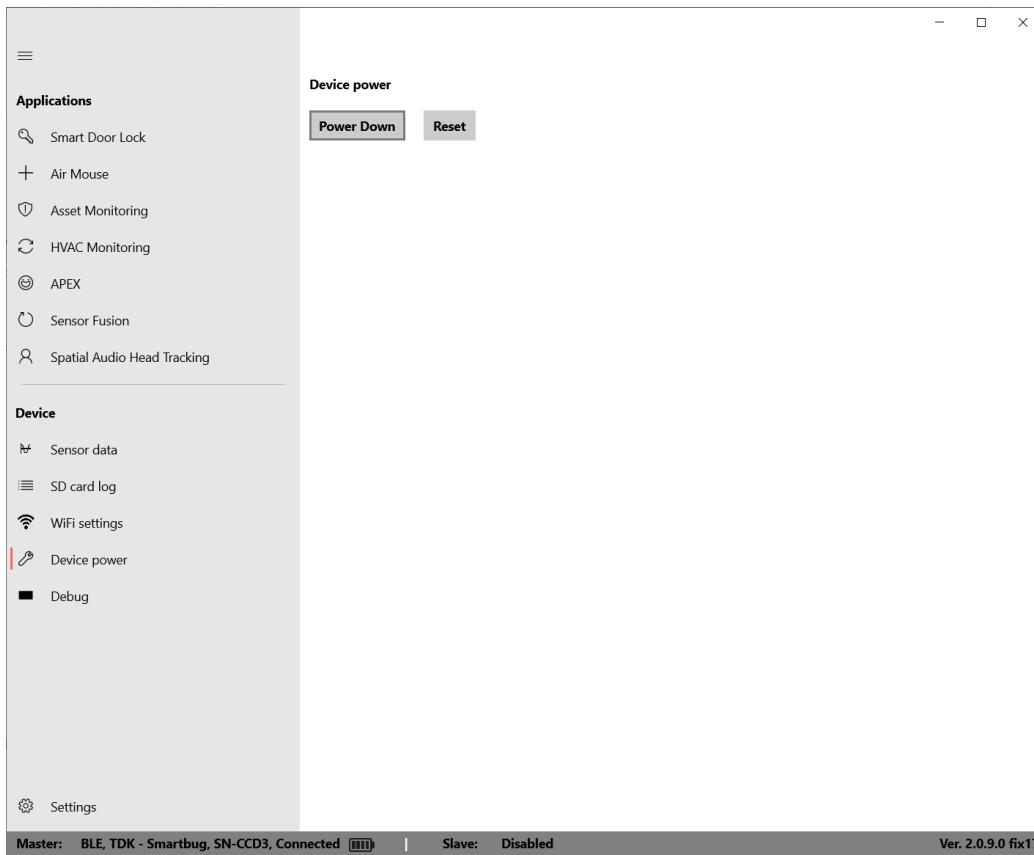 Applications
Smart Door Lock
Air Mouse
Asset Monitoring
HVAC Monitoring
APEX
Sensor Fusion
Spatial Audio Head Tracking
Device
Sensor data
SD card log
WiFi settings
Device power
Debug
Settings
Device power
Power Down Reset
Master: BLE, TDK - Smartbug, SN-CCD3, Connected | Slave: Disabled Ver. 2.0.9.0